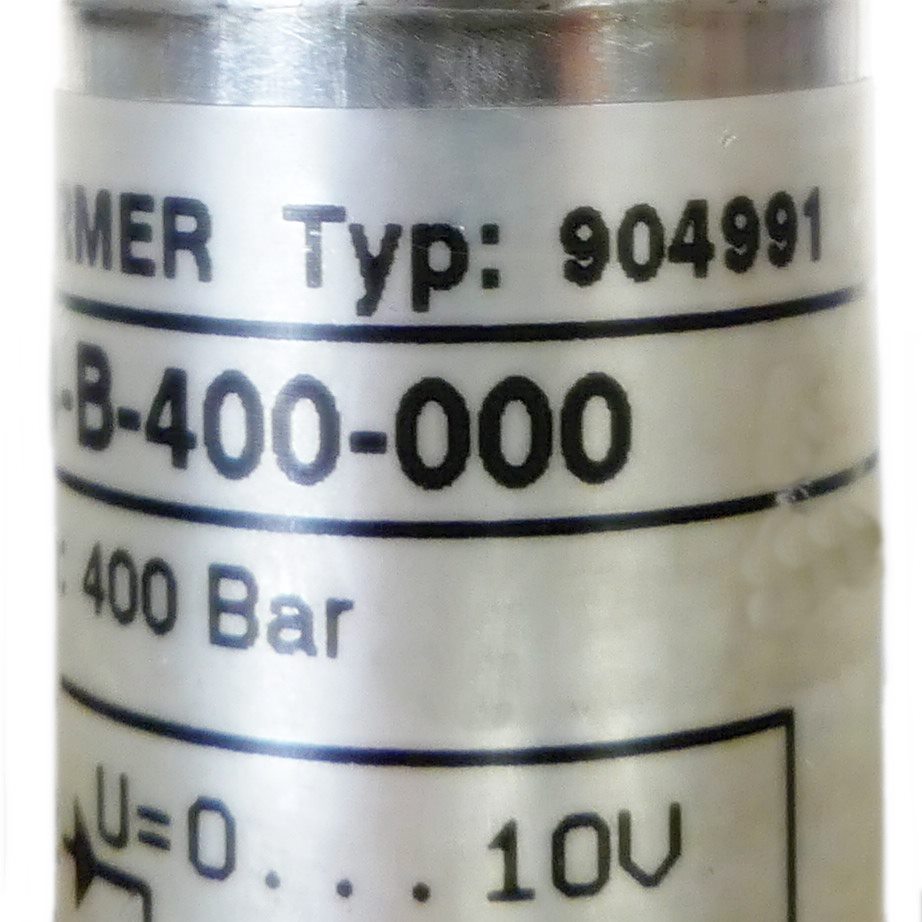 RMER Typ: 904991
-B-400-000
: 400 Bar
U=0...10V